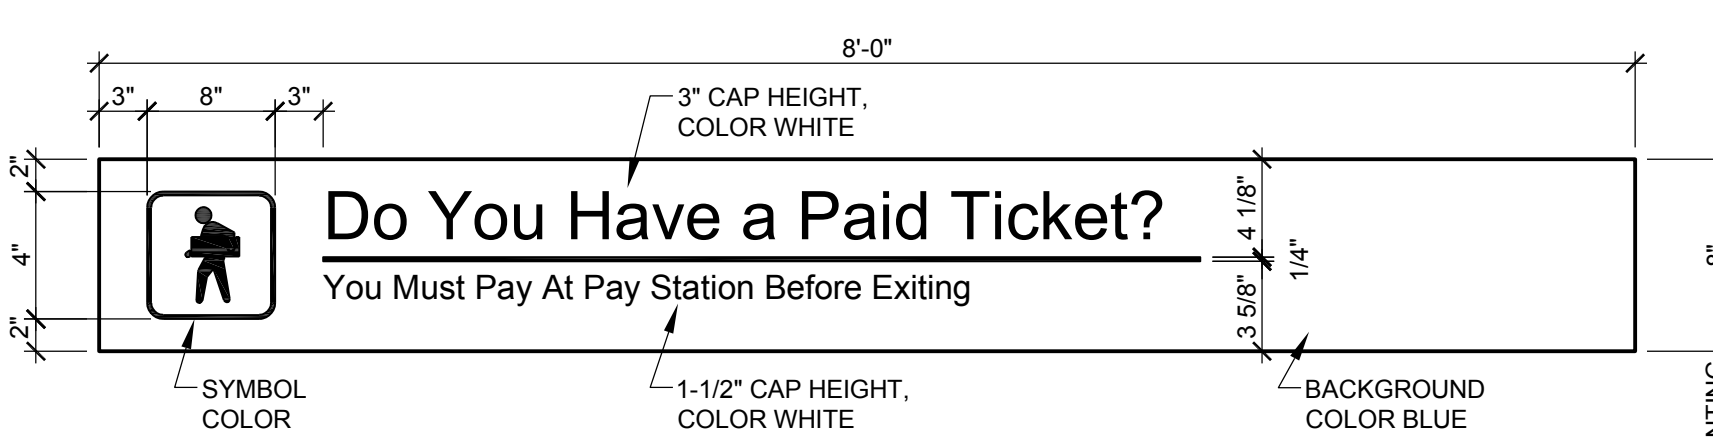 8'-0"
3" 8" 3"
3" CAP HEIGHT,
COLOR WHITE
2"
4"
2"
Do You Have a Paid Ticket?
You Must Pay At Pay Station Before Exiting
4 1/8"
1/4"
3 5/8"
SYMBOL
COLOR
1-1/2" CAP HEIGHT,
COLOR WHITE
BACKGROUND
COLOR BLUE